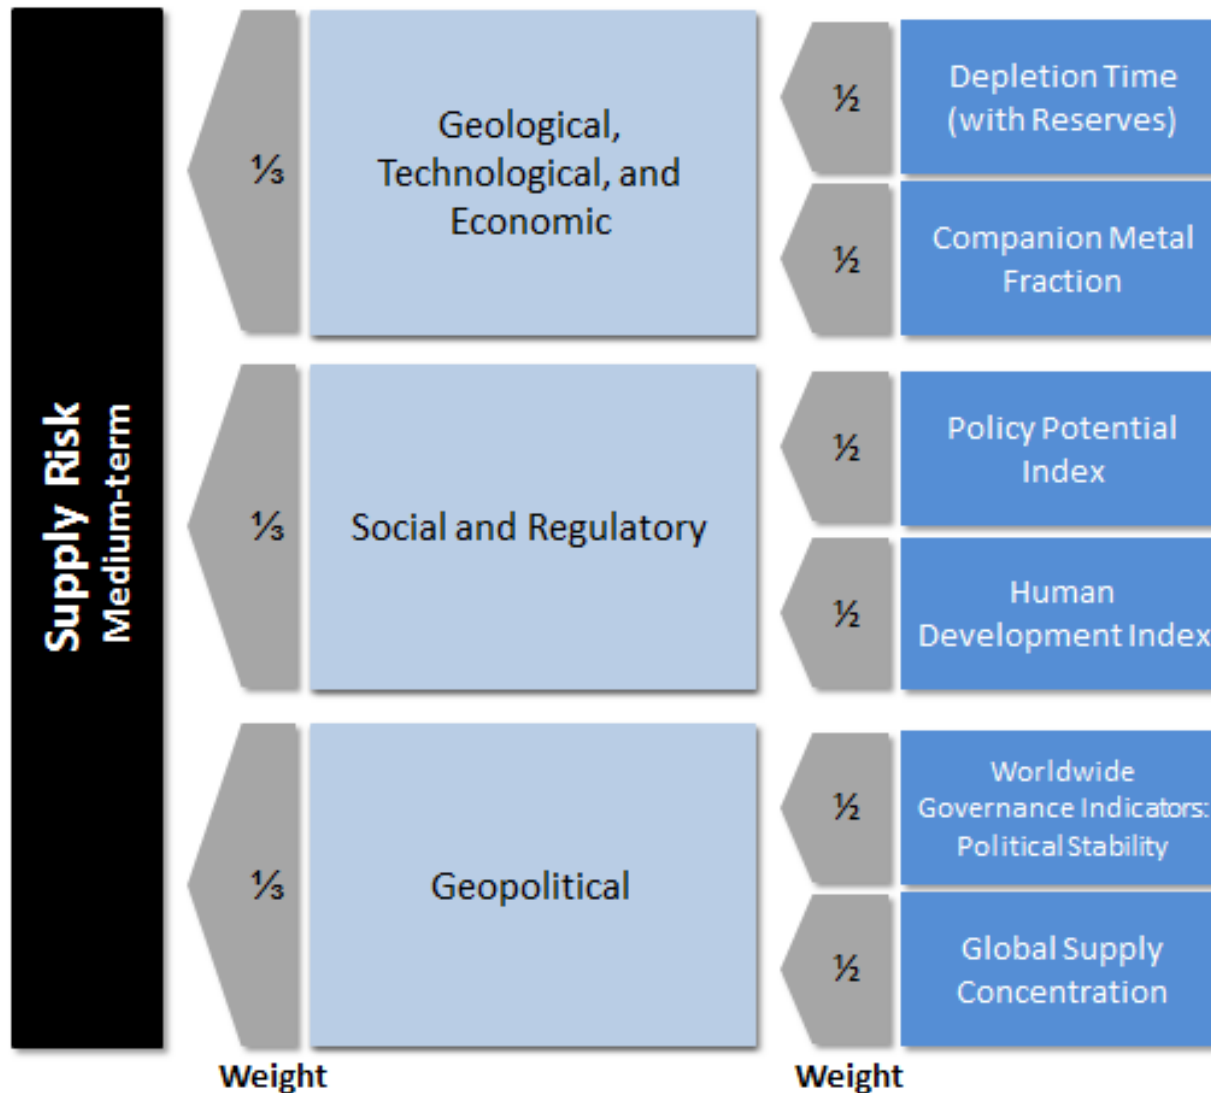 Supply Risk
Medium-term
⅓
Geological,
Technological, and
Economic
½
Depletion Time
(with Reserves)
½
Companion Metal
Fraction
⅓
Social and Regulatory
½
Policy Potential
Index
½
Human
Development Index
⅓
Geopolitical
½
Worldwide
Governance Indicators:
Political Stability
½
Global Supply
Concentration
Weight
Weight